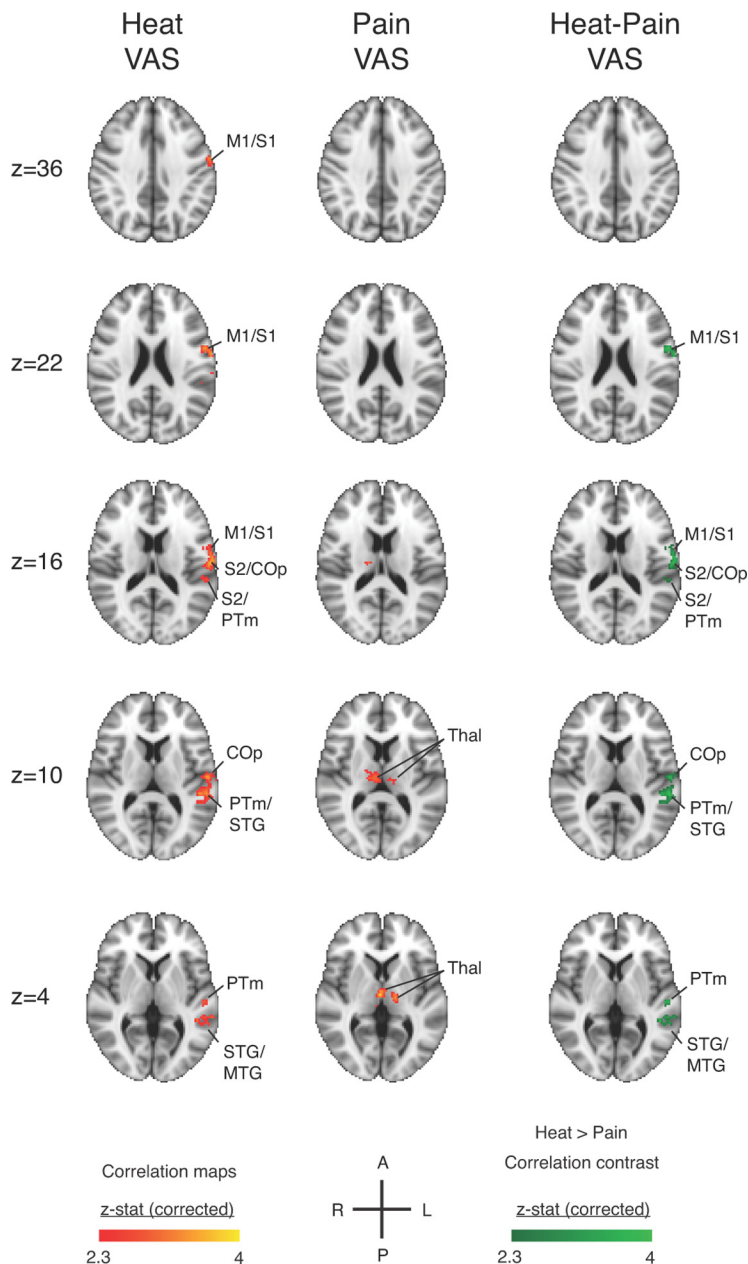 Heat
VAS
Pain
VAS
Heat-Pain
VAS
z=36
M1/S1
z=22
M1/S1
M1/S1
z=16
M1/S1
S2/COp
S2/
PTm
M1/S1
S2/COp
S2/
PTm
z=10
COp
PTm/
STG
Thal
COp
PTm/
STG
z=4
PTm
STG/
MTG
Thal
PTm
STG/
MTG
Correlation maps
z-stat (corrected)
2.3 4
A
R L
P
Heat > Pain
Correlation contrast
z-stat (corrected)
2.3 4